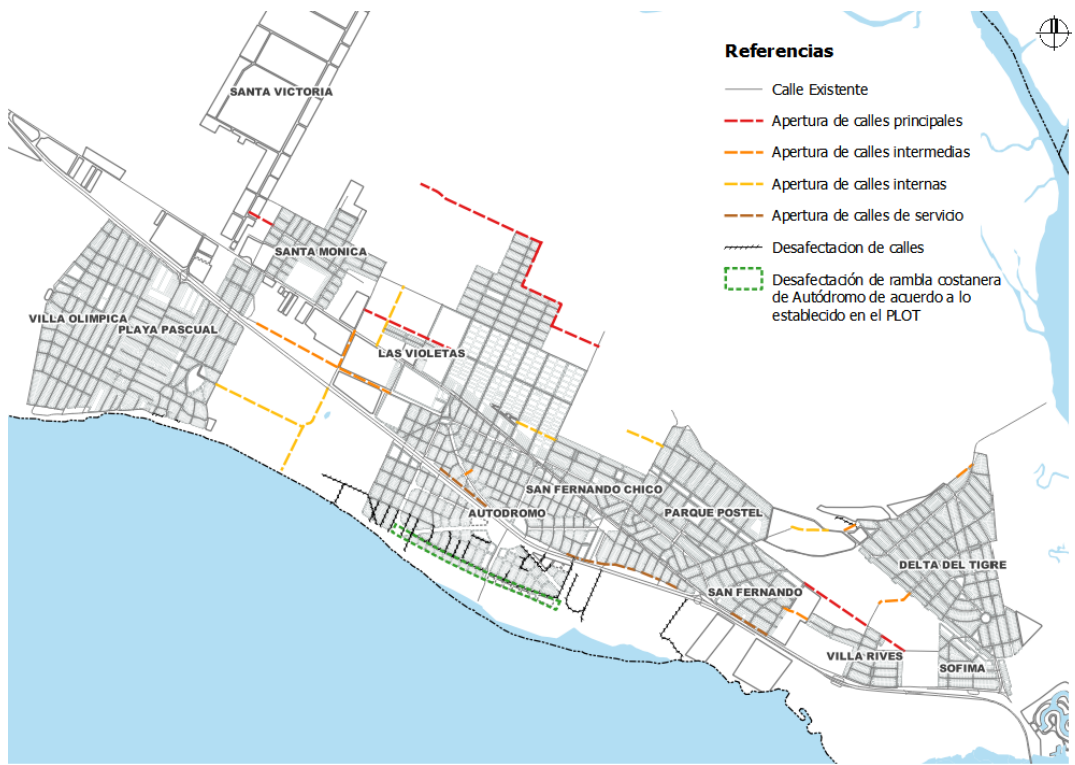 Referencias
Calle Existente
Apertura de calles principales
Apertura de calles intermedias
Apertura de calles internas
Apertura de calles de servicio
Desafectacion de calles
Desafectación de rambla costanera
de Autódromo de acuerdo a lo
establecido en el PLOT
SANTA VICTORIA
SANTA MONICA
VILLA OLIMPICA
PLAYA PASCUAL
LAS VIOLETAS
SAN FERNANDO CHICO
AUTODROMO
PARQUE POSTEL
DELTA DEL TIGRE
SAN FERNANDO
VILLA RIVES
SOFIMA